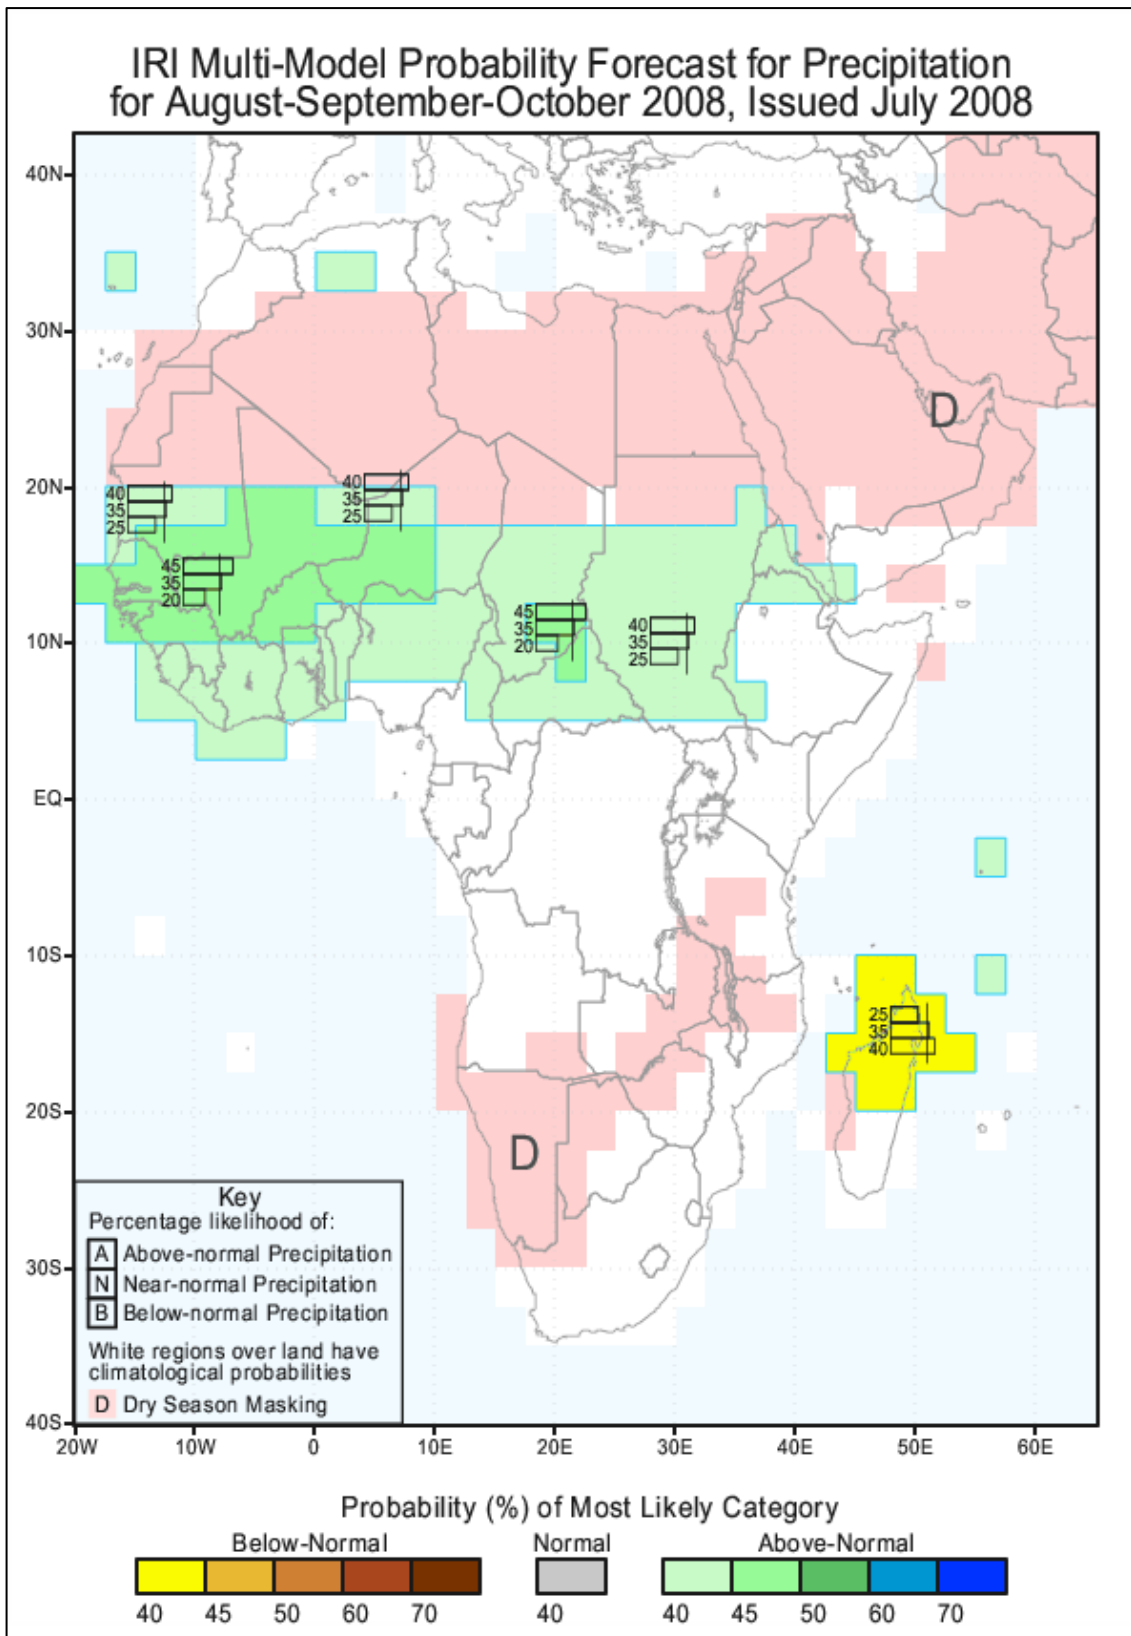 IRI Multi-Model Probability Forecast for Precipitation
for August-September-October 2008, Issued July 2008
40N
30N
D
20N
40
35
25
40
35
25
45
35
20
10N
45
35
20
40
35
25
EQ
10S
25
35
40
20S
D
30S
40S
Key
Percentage likelihood of:
A Above-normal Precipitation
N Near-normal Precipitation
B Below-normal Precipitation
White regions over land have
climatological probabilities
D Dry Season Masking
20W 10W 0 10E 20E 30E 40E 50E 60E
Probability (%) of Most Likely Category
Below-Normal Normal Above-Normal
40 45 50 60 70 40 40 45 50 60 70